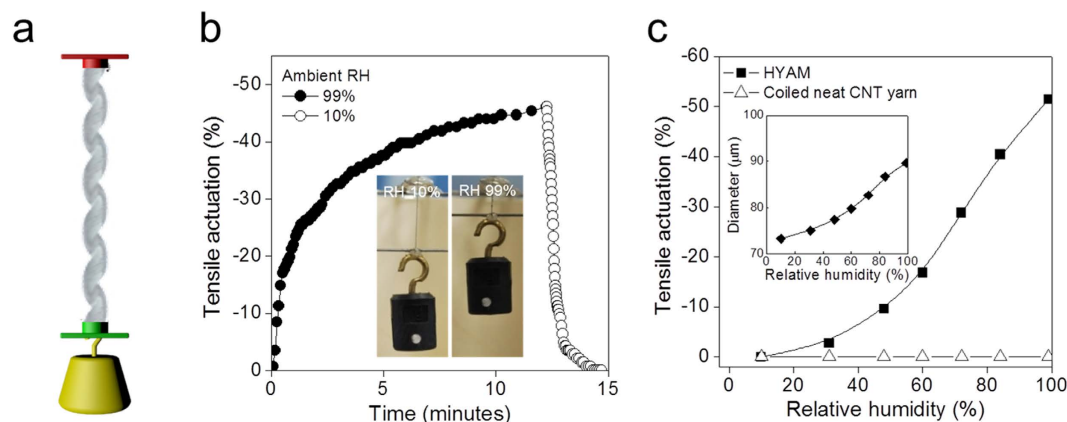 a
b
Tensile actuation (%)
-50
-40
-30
-20
-10
0
Ambient RH
99%
10%
RH 10%
RH 99%
0 5 10 15
Time (minutes)
c
Tensile actuation (%)
-60
-50
-40
-30
-20
-10
0
HYAM
Coiled neat CNT yarn
Diameter (μm)
100
90
80
70
0 20 40 60 80 100
Relative humidity (%)
0 20 40 60 80 100
Relative humidity (%)